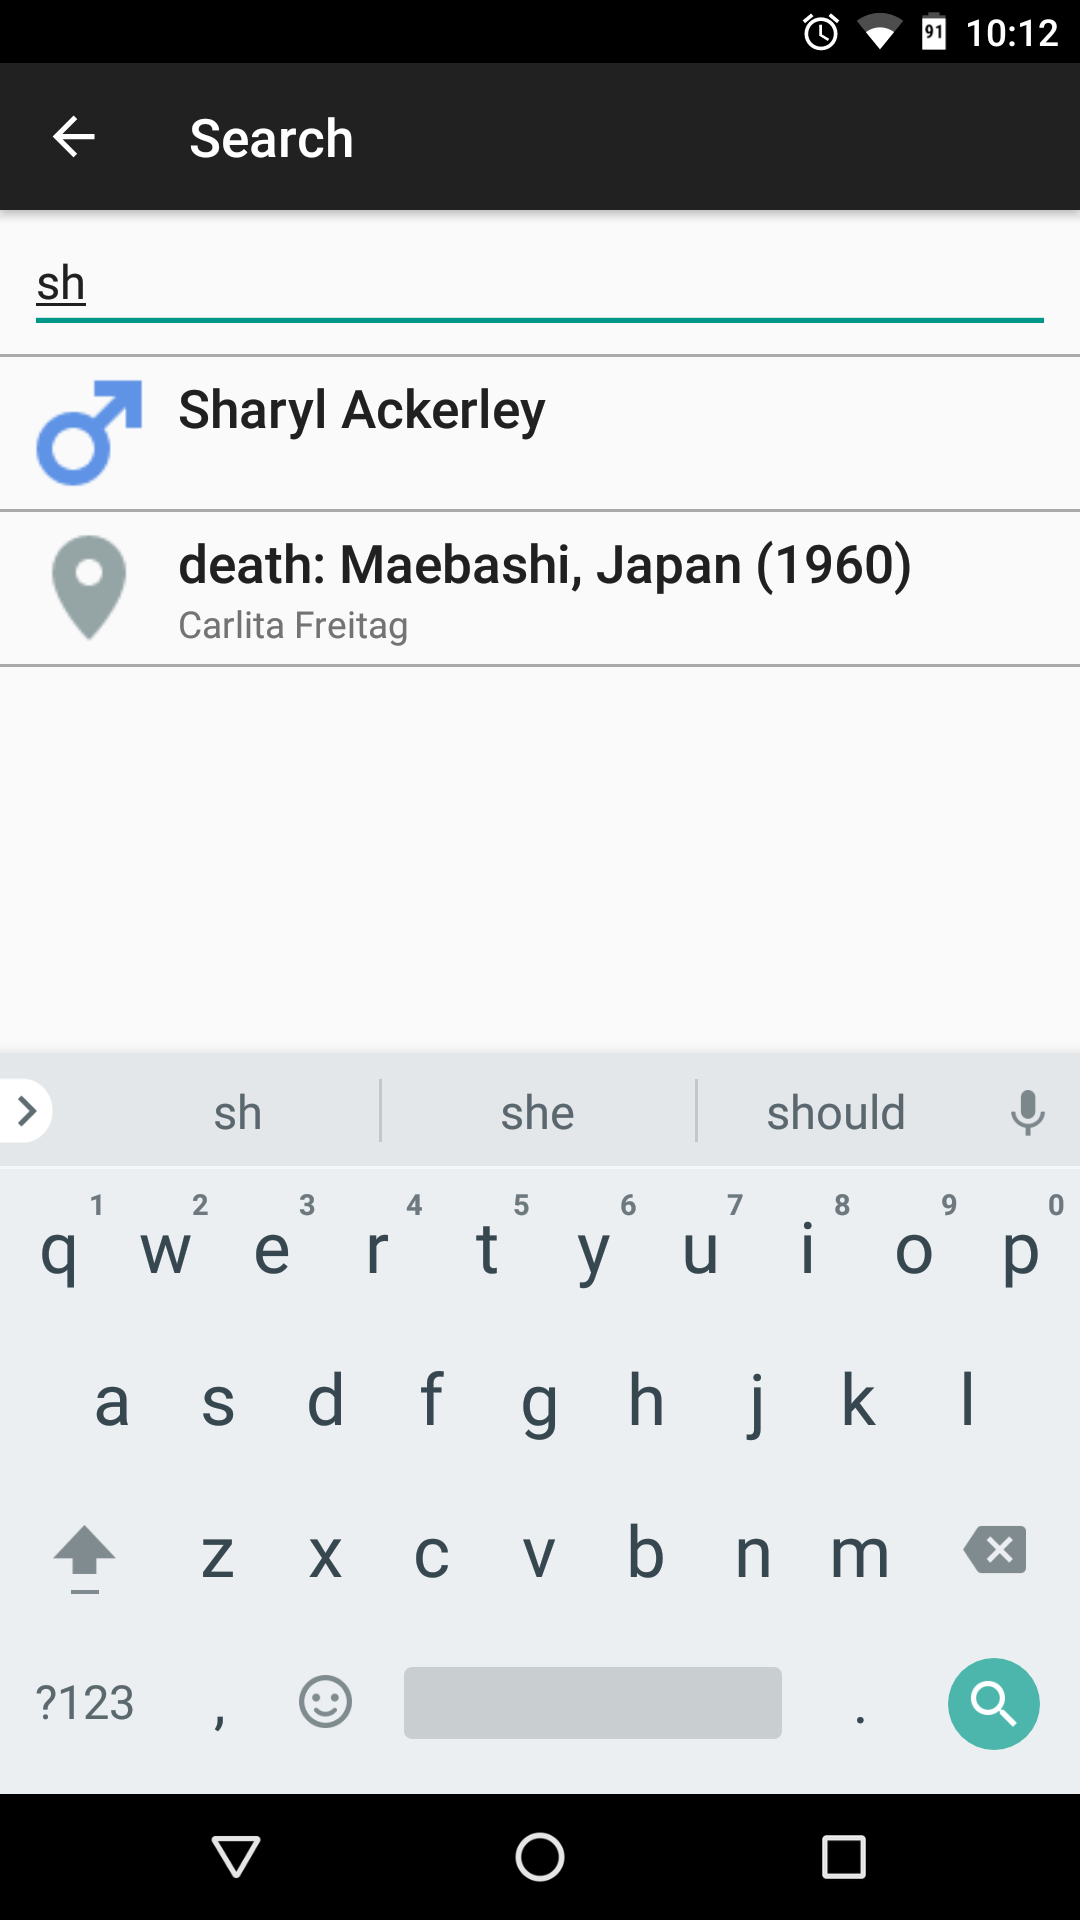 91 10:12
Search
sh
Sharyl Ackerley
death: Maebashi, Japan (1960)
Carlita Freitag
sh she should
1 2 3 4 5 6 7 8 9 0
q w e r t y u i o p
a s d f g h j k l
z x c v b n m
?123 , .